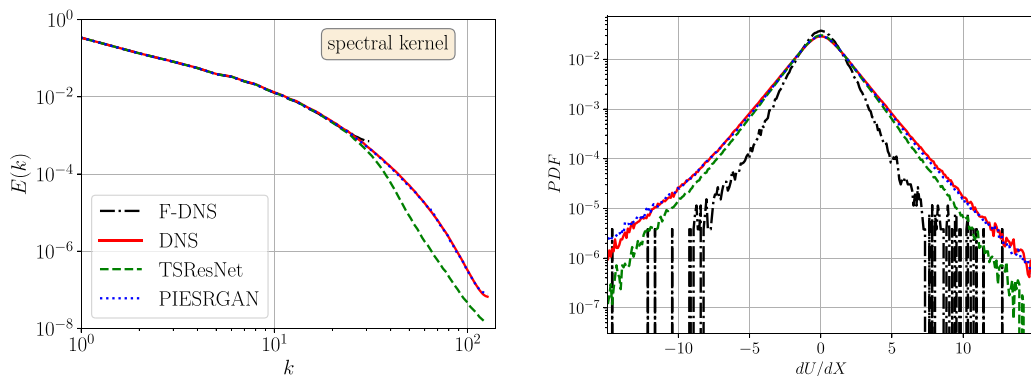 spectral kernel
E(k)
10^0
10^-2
10^-4
10^-6
10^-8
F-DNS
DNS
TSResNet
PIESRGAN
10^0
10^1
10^2
k
PDF
10^-2
10^-3
10^-4
10^-5
10^-6
10^-7
−10
−5
0
5
10
dU/dX